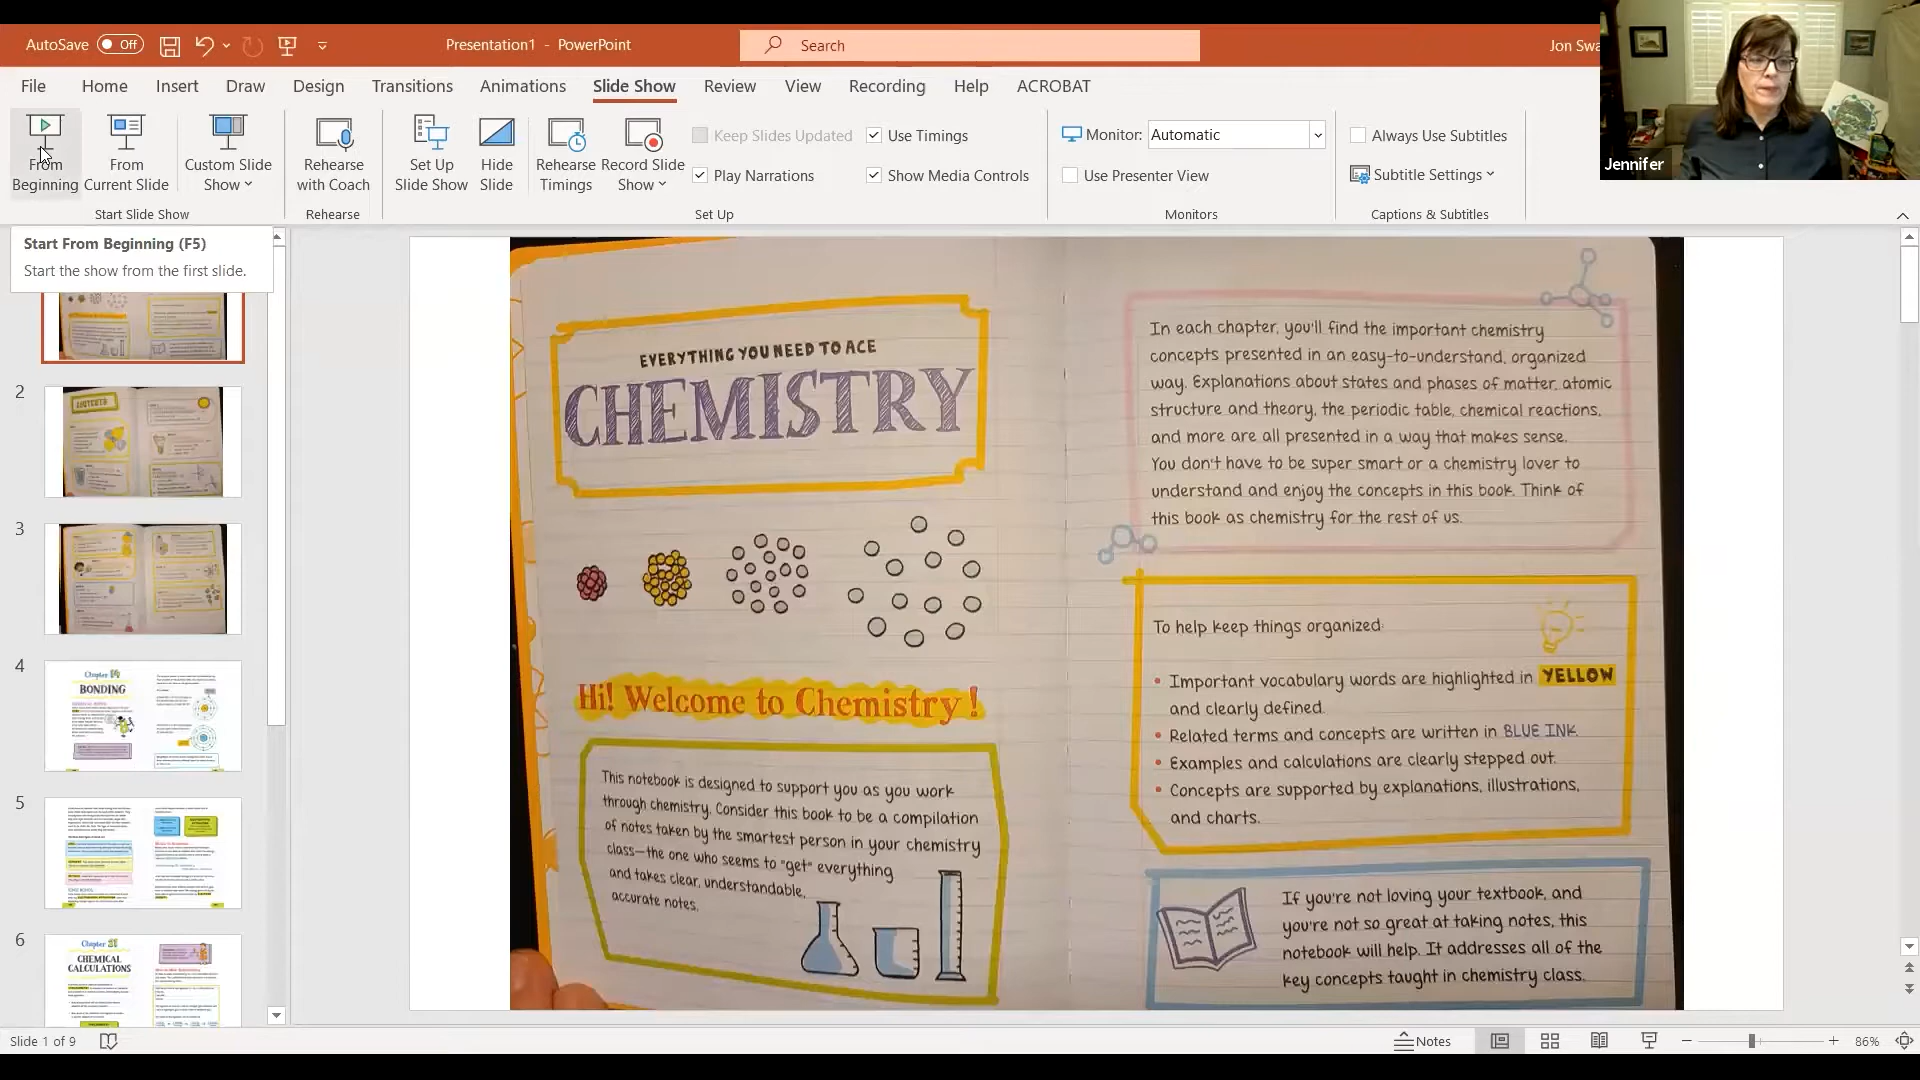 AutoSave Off
Presentation1 - PowerPoint
Search
Jon Swa
File Home Insert Draw Design Transitions Animations Slide Show Review View Recording Help ACROBAT
From Beginning
From Current Slide
Custom Slide Show
Start Slide Show
Rehearse with Coach
Rehearse
Set Up Slide Show
Hide Slide
Rehearse Timings
Record Slide Show
Keep Slides Updated
Play Narrations
Use Timings
Show Media Controls
Set Up
Monitor: Automatic
Use Presenter View
Monitors
Always Use Subtitles
Subtitle Settings
Captions & Subtitles
Jennifer
Start From Beginning (F5)
Start the show from the first slide.
2
CONTENTS
3
4
Chapter
BONDING
5
6
Chapter 21
CHEMICAL
CALCULATIONS
EVERYTHING YOU NEED TO ACE
CHEMISTRY
Hi! Welcome to Chemistry!
This notebook is designed to support you as you work
through chemistry. Consider this book to be a compilation
of notes taken by the smartest person in your chemistry
class—the one who seems to "get" everything
and takes clear, understandable,
accurate notes.
In each chapter, you'll find the important chemistry
concepts presented in an easy-to-understand, organized
way. Explanations about states and phases of matter, atomic
structure and theory, the periodic table, chemical reactions,
and more are all presented in a way that makes sense.
You don't have to be super smart or a chemistry lover to
understand and enjoy the concepts in this book. Think of
this book as chemistry for the rest of us.
To help keep things organized:
• Important vocabulary words are highlighted in YELLOW
and clearly defined.
• Related terms and concepts are written in BLUE INK
• Examples and calculations are clearly stepped out.
• Concepts are supported by explanations, illustrations,
and charts.
If you're not loving your textbook, and
you're not so great at taking notes, this
notebook will help. It addresses all of the
key concepts taught in chemistry class.
Slide 1 of 9
Notes
86%